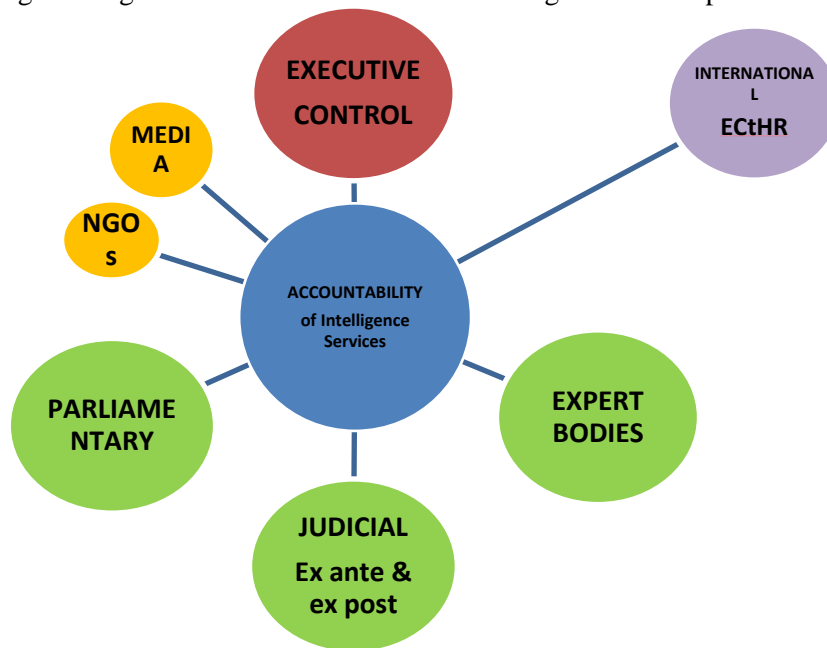 EXECUTIVE
CONTROL
INTERNATIONA
L
ECtHR
MEDI
A
NGO
s
ACCOUNTABILITY
of Intelligence
Services
PARLIAME
NTARY
EXPERT
BODIES
JUDICIAL
Ex ante &
ex post